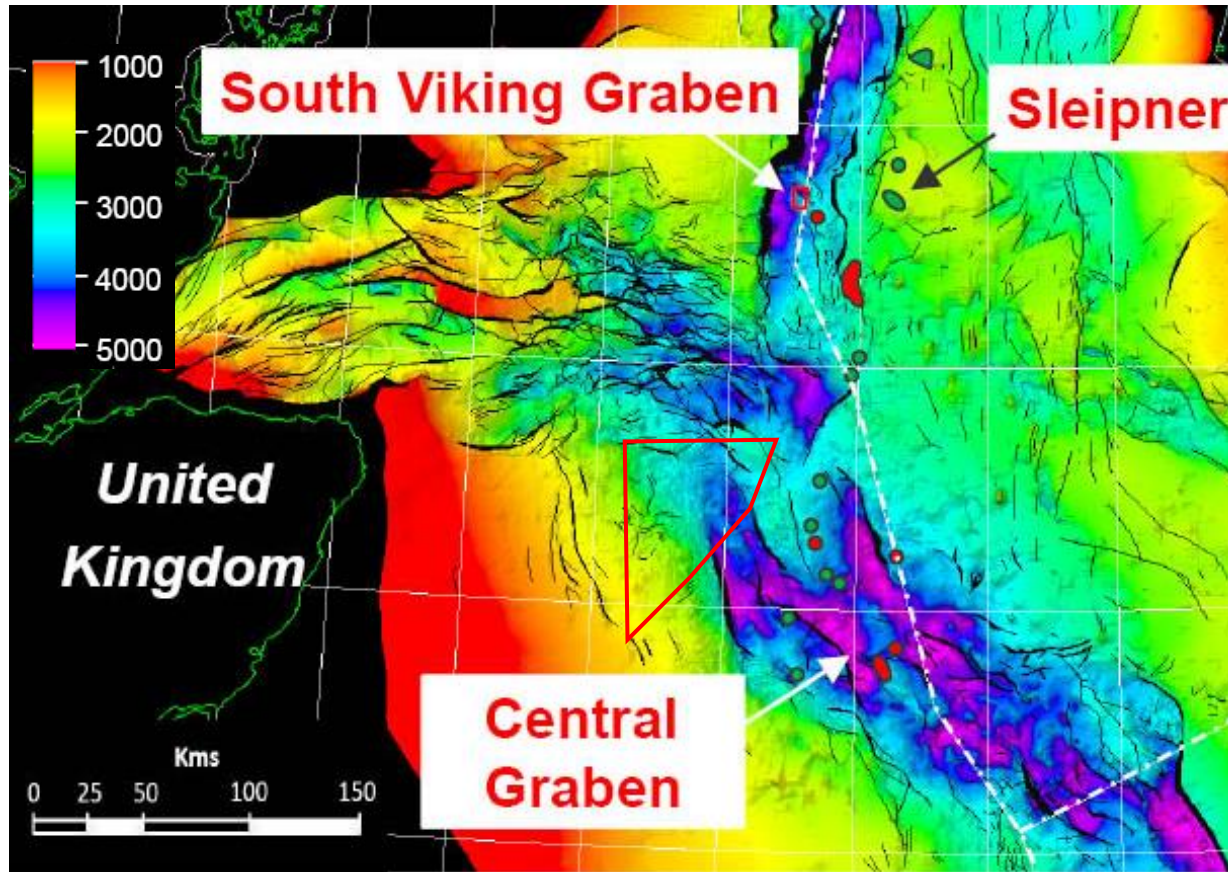 1000
2000
3000
4000
5000
South Viking Graben
Sleipner
United
Kingdom
Central
Graben
Kms
0 25 50 100 150